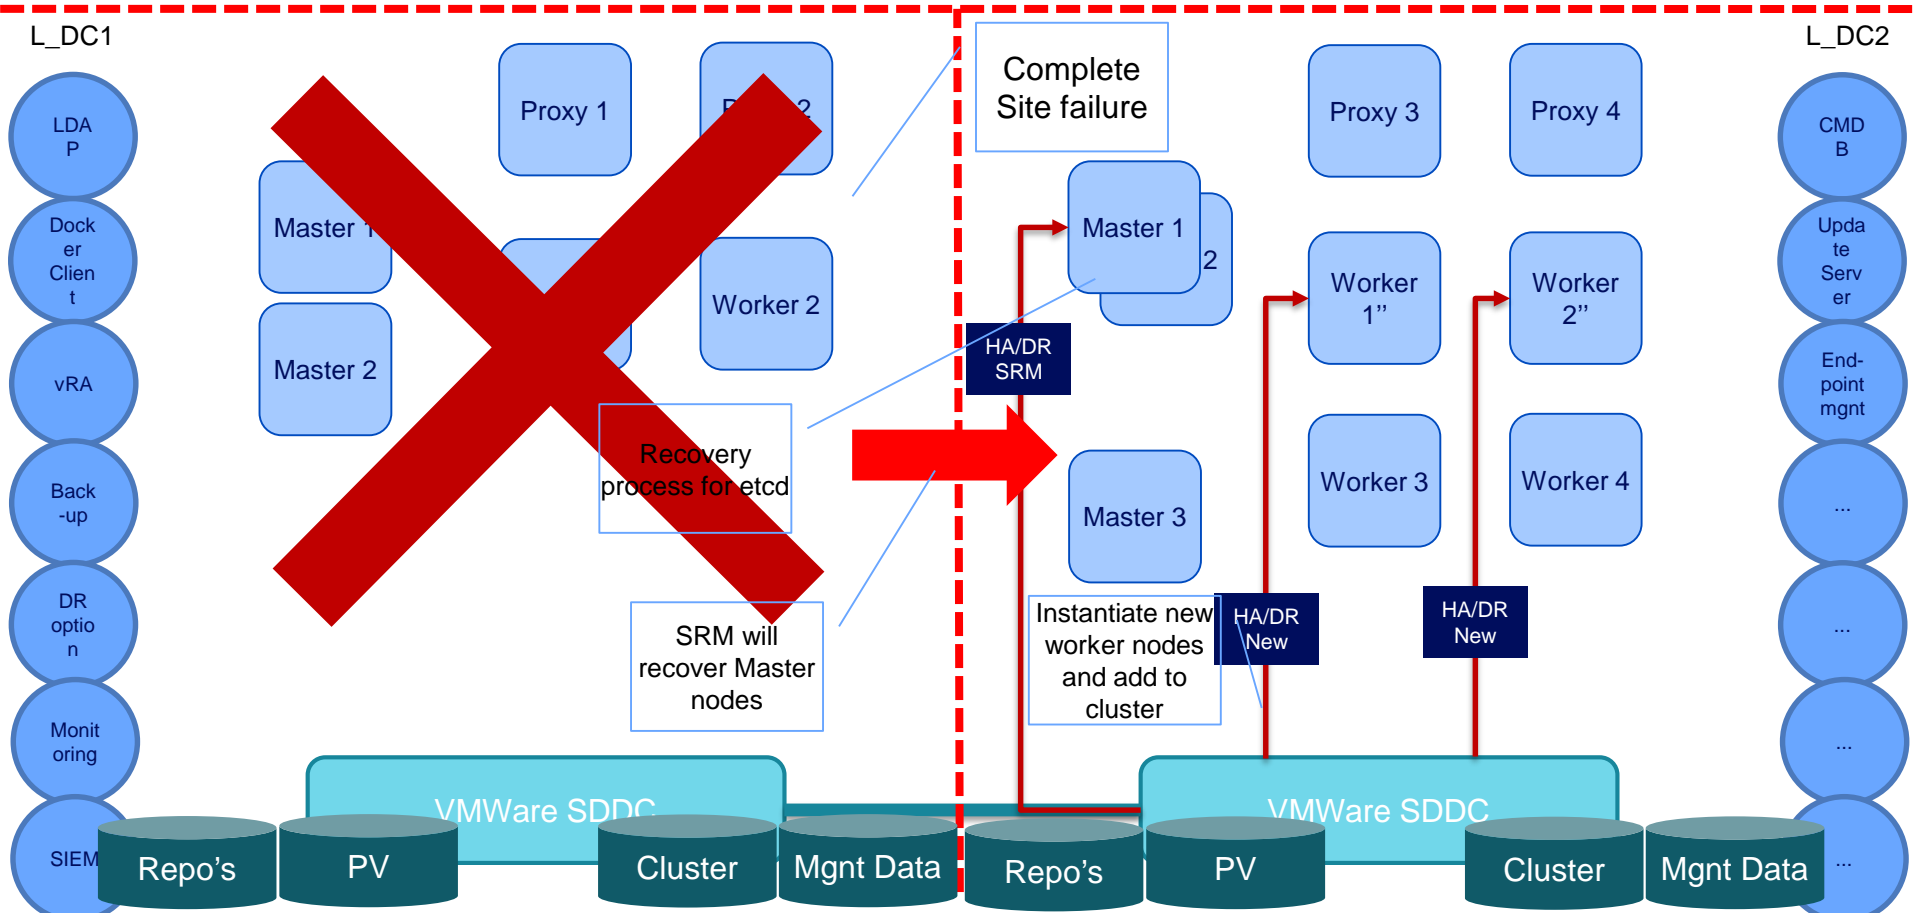 L_DC1
L_DC2
LDA
P
Dock
er
Clien
t
vRA
Back
-up
DR
optio
n
Monit
oring
SIEM
Proxy 1
2
Master 1
Master 2
Worker 2
Recovery
process for etcd
SRM will
recover Master
nodes
Complete
Site failure
Proxy 3
Proxy 4
Master 1
2
Worker
1’’
Worker
2’’
HA/DR
SRM
Worker 3
Worker 4
Master 3
Instantiate new
worker nodes
and add to
cluster
HA/DR
New
HA/DR
New
CMD
B
Upda
te
Serv
er
End-
point
mgnt
...
...
...
...
VMWare SDDC
VMWare SDDC
Repo’s
PV
Cluster
Mgnt Data
Repo’s
PV
Cluster
Mgnt Data